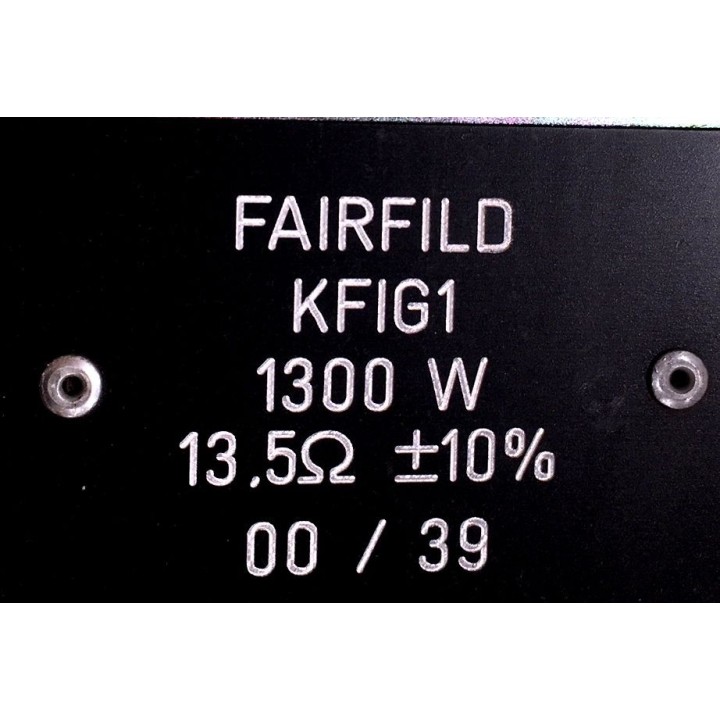 FAIRFILD
KFIG1
1300 W
13.5Ω ±10%
00 / 39